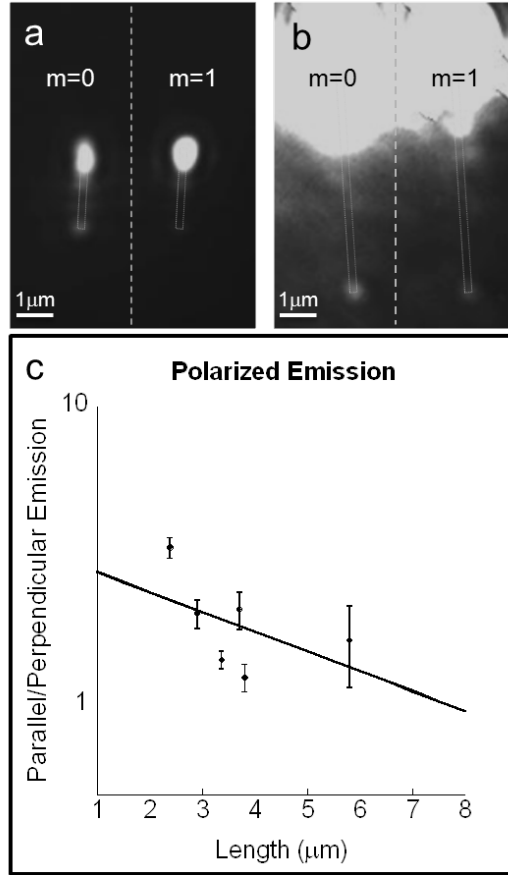 a
m=0 m=1
1μm
b
m=0 m=1
1μm
c
Polarized Emission
10
1
Parallel/Perpendicular Emission
1 2 3 4 5 6 7 8
Length (μm)